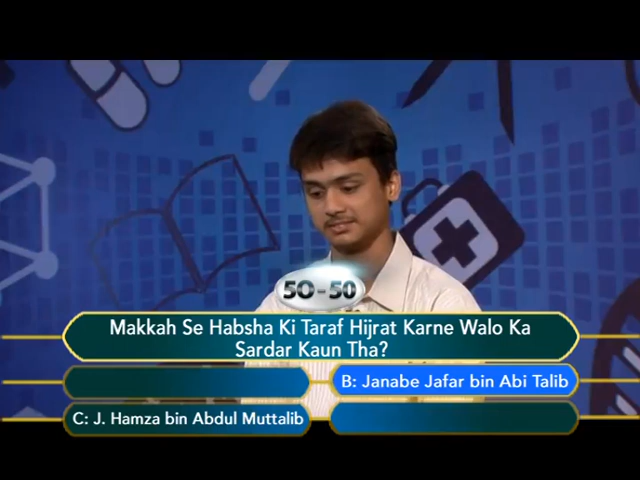 50-50
Makkah Se Habsha Ki Taraf Hijrat Karne Walo Ka
Sardar Kaun Tha?
B: Janabe Jafar bin Abi Talib
C: J. Hamza bin Abdul Muttalib